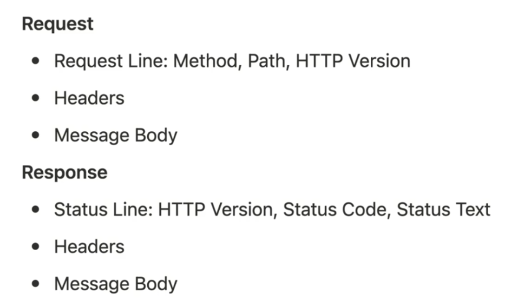 Request
• Request Line: Method, Path, HTTP Version
• Headers
• Message Body
Response
• Status Line: HTTP Version, Status Code, Status Text
• Headers
• Message Body